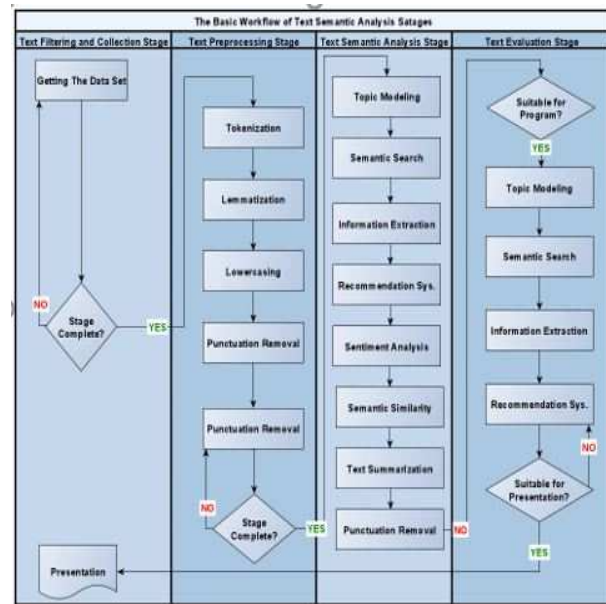 The Basic Workflow of Text Semantic Analysis Satages
Text Filtering and Collection Stage
Text Preprocessing Stage
Text Semantic Analysis Stage
Text Evaluation Stage
Getting The Data Set
NO
Stage
Complete?
YES
Tokenization
Lemmatization
Lowercasing
Punctuation Removal
Punctuation Removal
NO
Stage
Complete?
YES
Topic Modeling
Semantic Search
Information Extraction
Recommendation Sys.
Sentiment Analysis
Semantic Similarity
Text Summarization
Punctuation Removal
NO
Suitable for
Program?
YES
Topic Modeling
Semantic Search
Information Extraction
Recommendation Sys.
NO
Suitable for
Presentation?
YES
Presentation